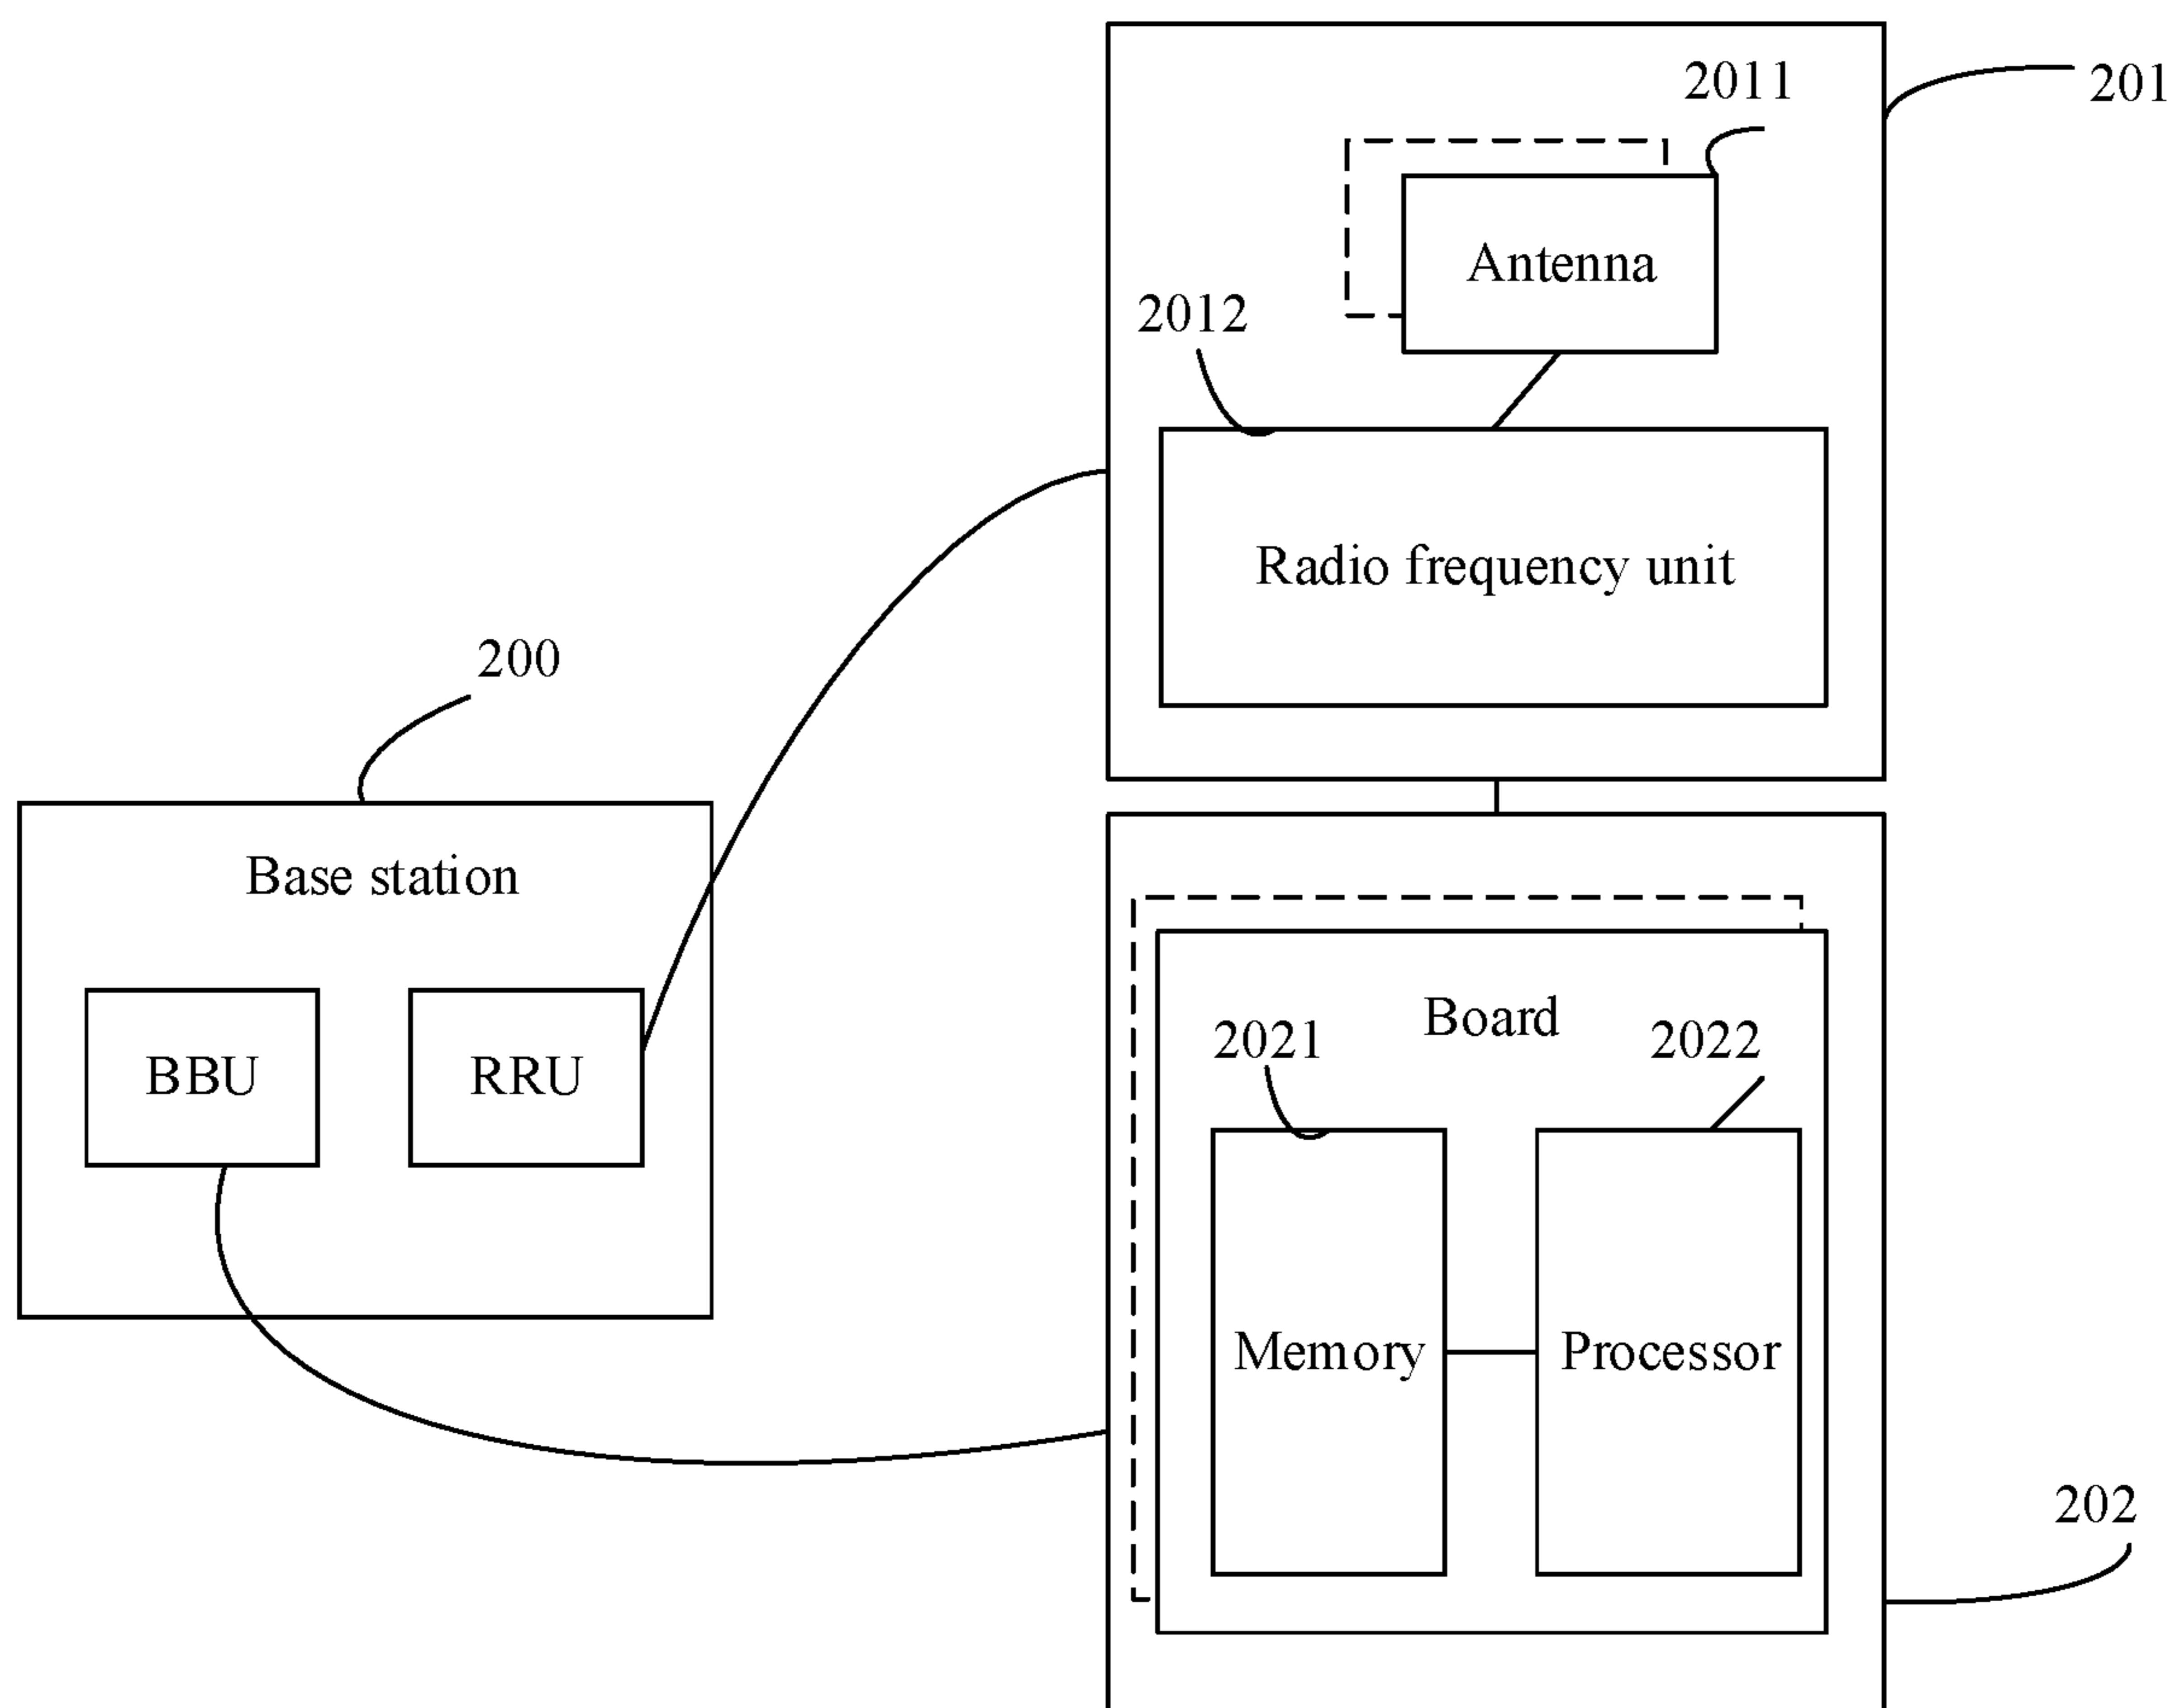 2011
201
Antenna
2012
Radio frequency unit
200
Base station
BBU
RRU
Board
2021
2022
Memory
Processor
202